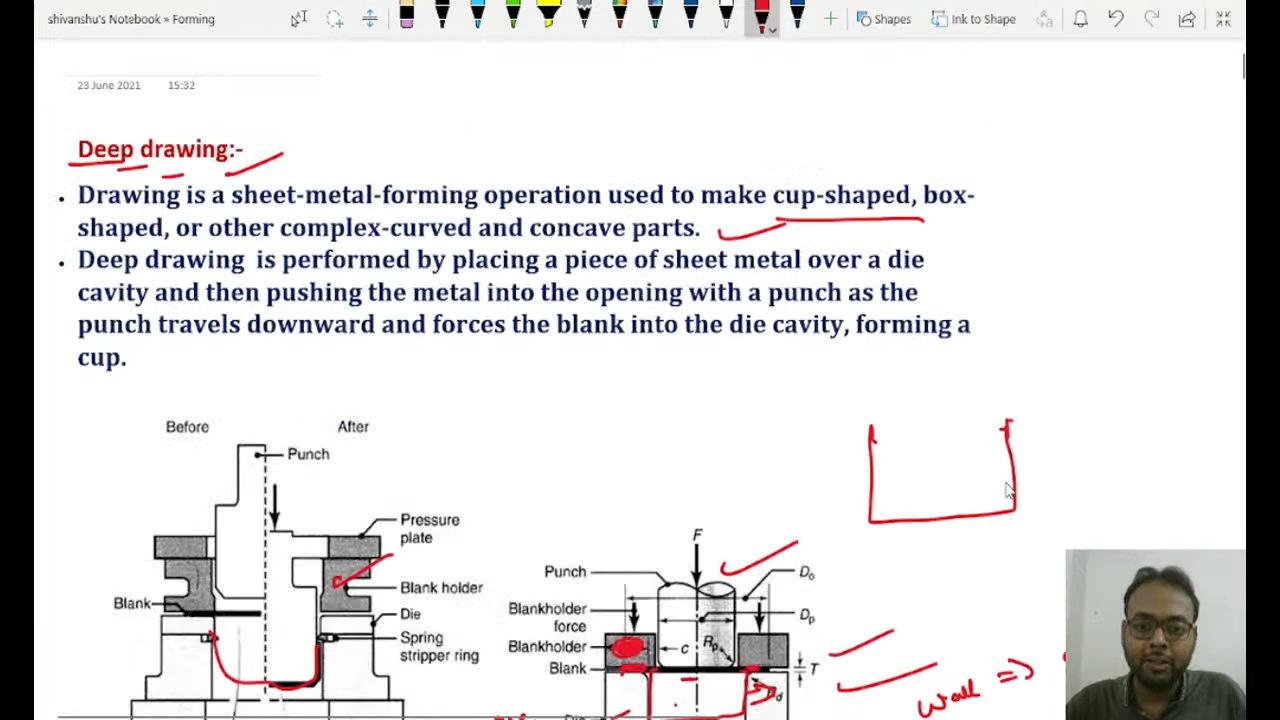 shivanshu's Notebook » Forming
Shapes
Ink to Shape
23 June 2021 15:32
Deep drawing:-
• Drawing is a sheet-metal-forming operation used to make cup-shaped, box-
shaped, or other complex-curved and concave parts.
• Deep drawing is performed by placing a piece of sheet metal over a die
cavity and then pushing the metal into the opening with a punch as the
punch travels downward and forces the blank into the die cavity, forming a
cup.
Before After
Punch
Pressure
plate
Blank holder
Blank
Die
Spring
stripper ring
F
Punch
Do
Blankholder
force
Dp
Blankholder
c
Rp
Blank
T
d
Die
Wall =>